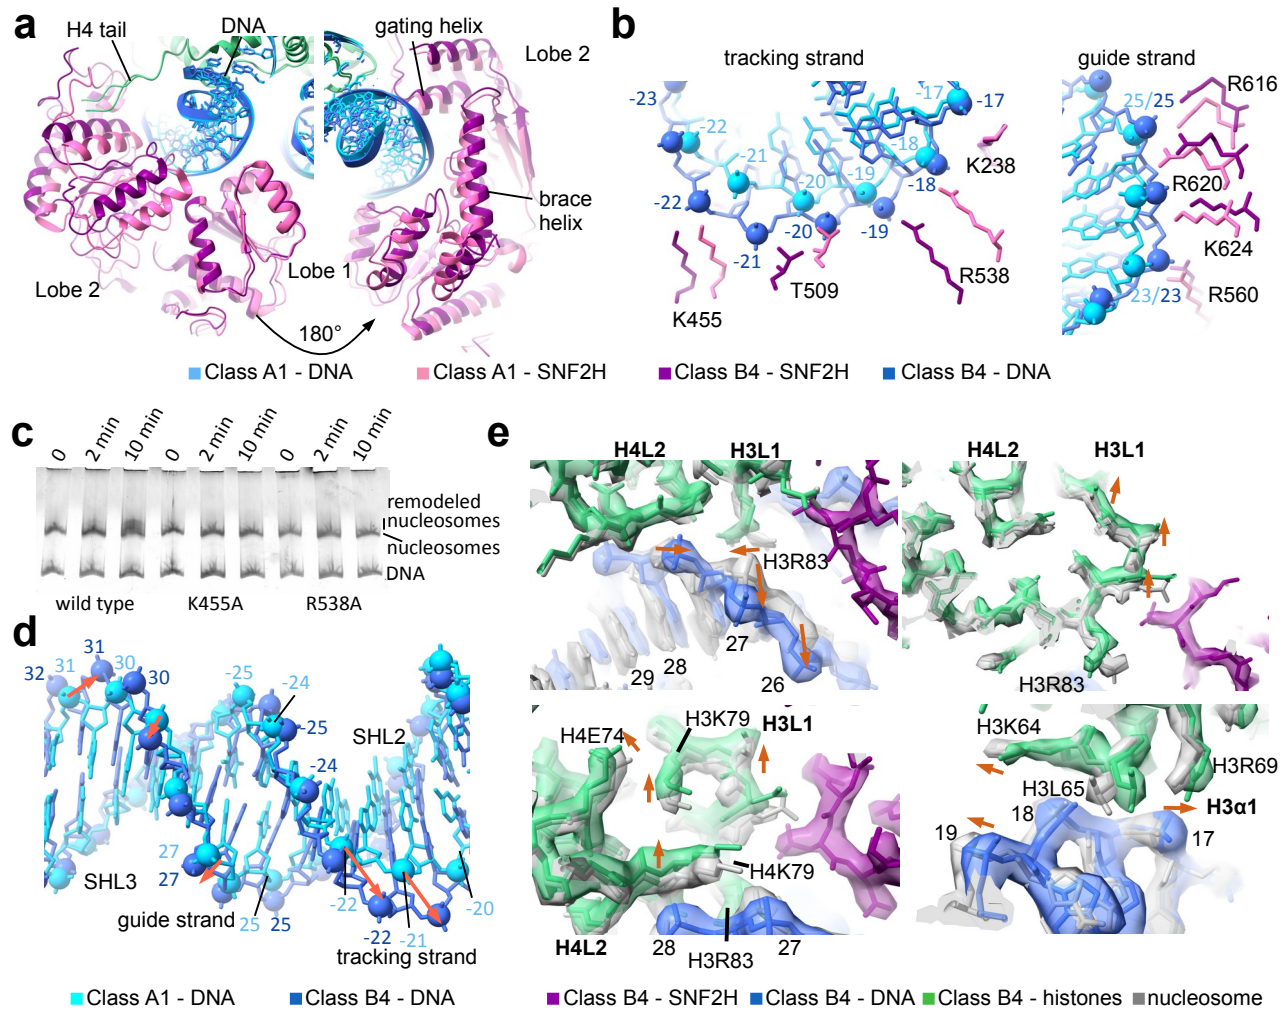 a
H4 tail
DNA
gating helix
Lobe 2
brace
helix
Lobe 1
Lobe 2
180°
b
tracking strand
guide strand
-23
-22
-21
-20
-19
-18
-17
-17
-22
-21
-20
-19
-18
K238
R538
T509
K455
25/25
R616
R620
K624
23/23
R560
Class A1 - DNA
Class A1 - SNF2H
Class B4 - SNF2H
Class B4 - DNA
c
0
2 min
10 min
0
2 min
10 min
0
2 min
10 min
remodeled
nucleosomes
nucleosomes
DNA
wild type
K455A
R538A
d
31
32
31
30
30
-25
-24
-25
-24
SHL2
27
27
SHL3
guide strand
25
25
-22
-22
-21
-20
tracking strand
Class A1 - DNA
Class B4 - DNA
e
H4L2
H3L1
H3R83
29
28
27
26
H4L2
H3L1
H3R83
H4E74
H3K79
H3L1
H4K79
H4L2
28
H3R83
27
H3K64
H3R69
H3L65
H3α1
19
18
17
Class B4 - SNF2H
Class B4 - DNA
Class B4 - histones
nucleosome